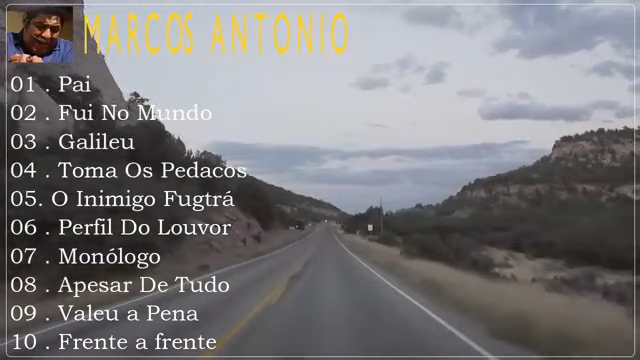 MARCOS ANTONIO
01 . Pai
02 . Fui No Mundo
03 . Galileu
04 . Toma Os Pedacos
05. O Inimigo Fugtrá
06 . Perfil Do Louvor
07 . Monólogo
08 . Apesar De Tudo
09 . Valeu a Pena
10 . Frente a frente